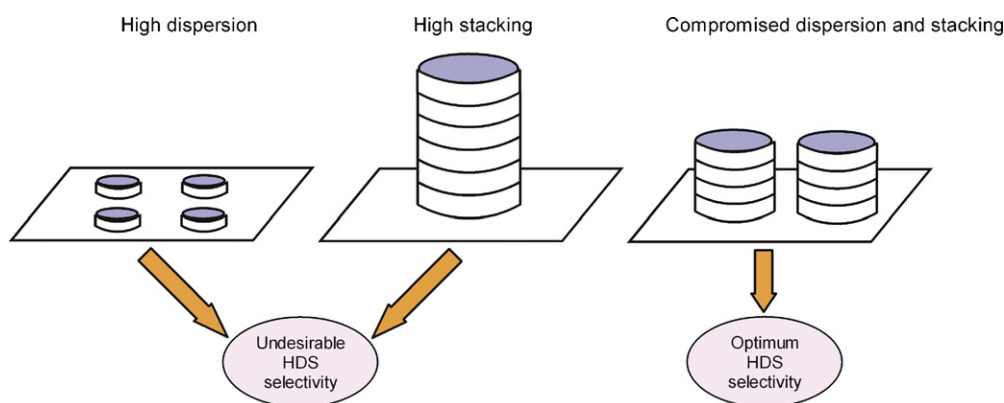 High dispersion
High stacking
Compromised dispersion and stacking
Undesirable
HDS
selectivity
Optimum
HDS
selectivity